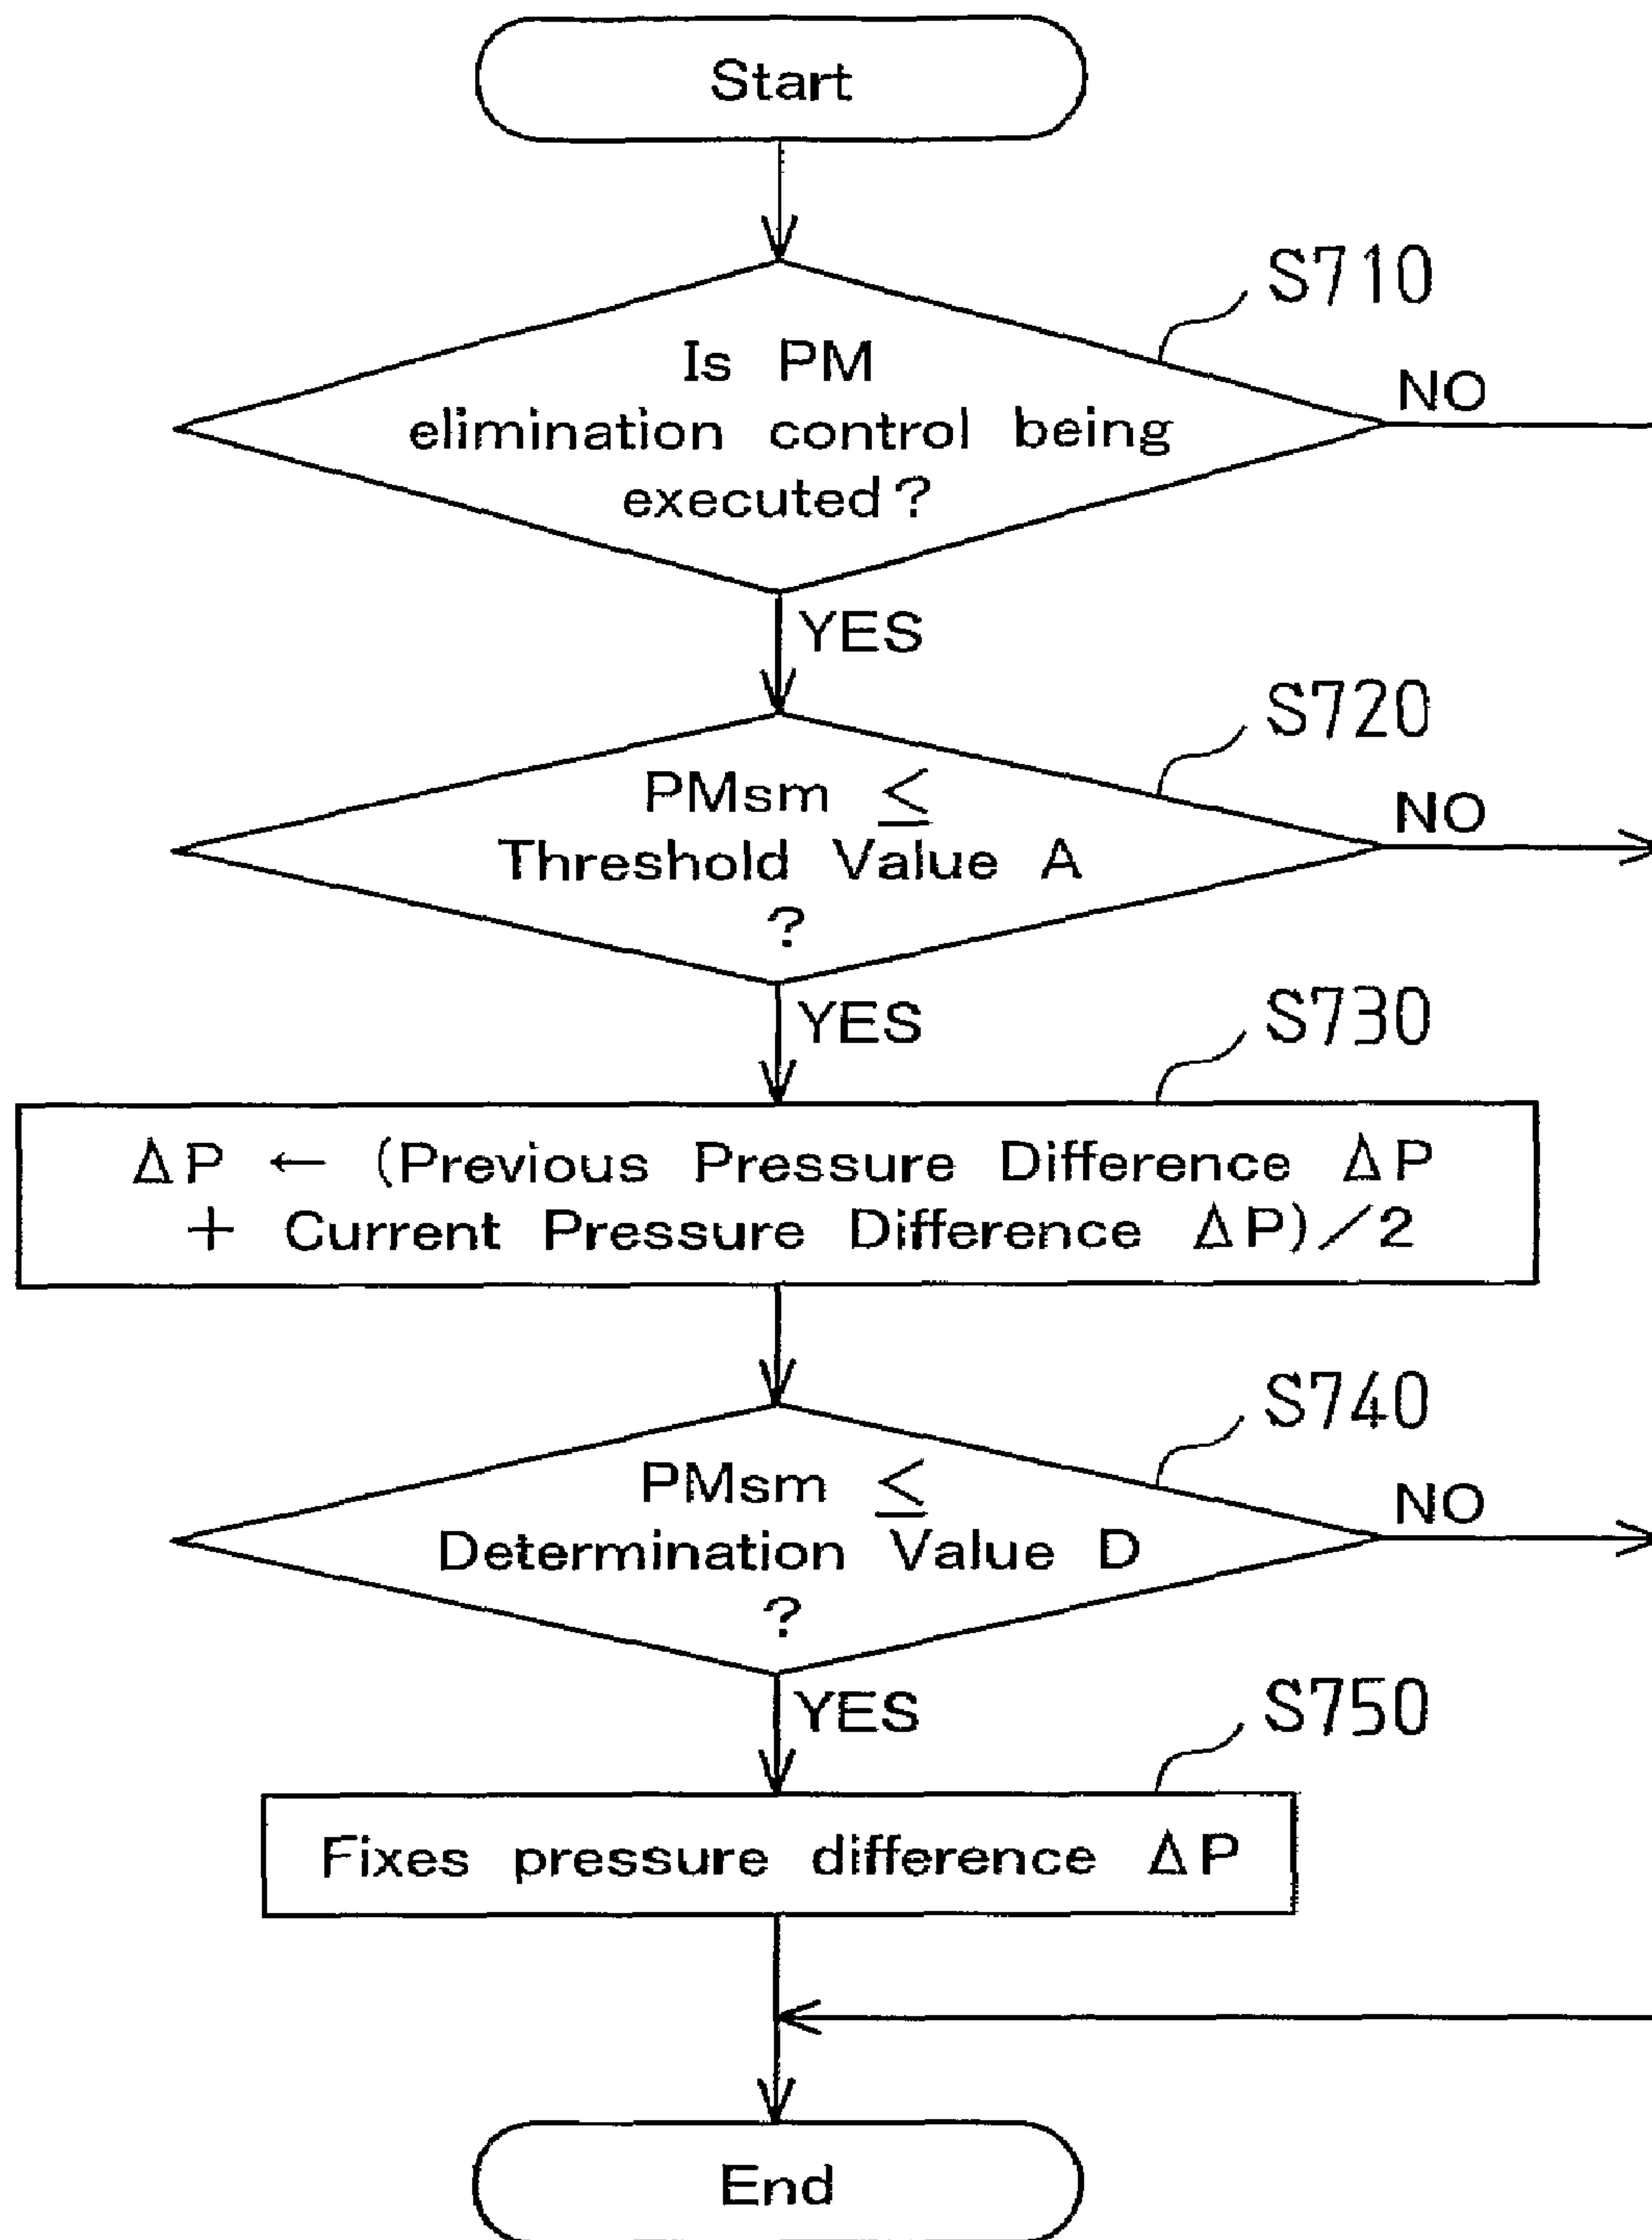 Start
S710
Is PM
elimination control being
executed?
NO
YES
S720
PMsm ≤
Threshold Value A
?
NO
YES
S730
ΔP ← (Previous Pressure Difference ΔP
+ Current Pressure Difference ΔP)/2
S740
PMsm ≤
Determination Value D
?
NO
YES
S750
Fixes pressure difference ΔP
End